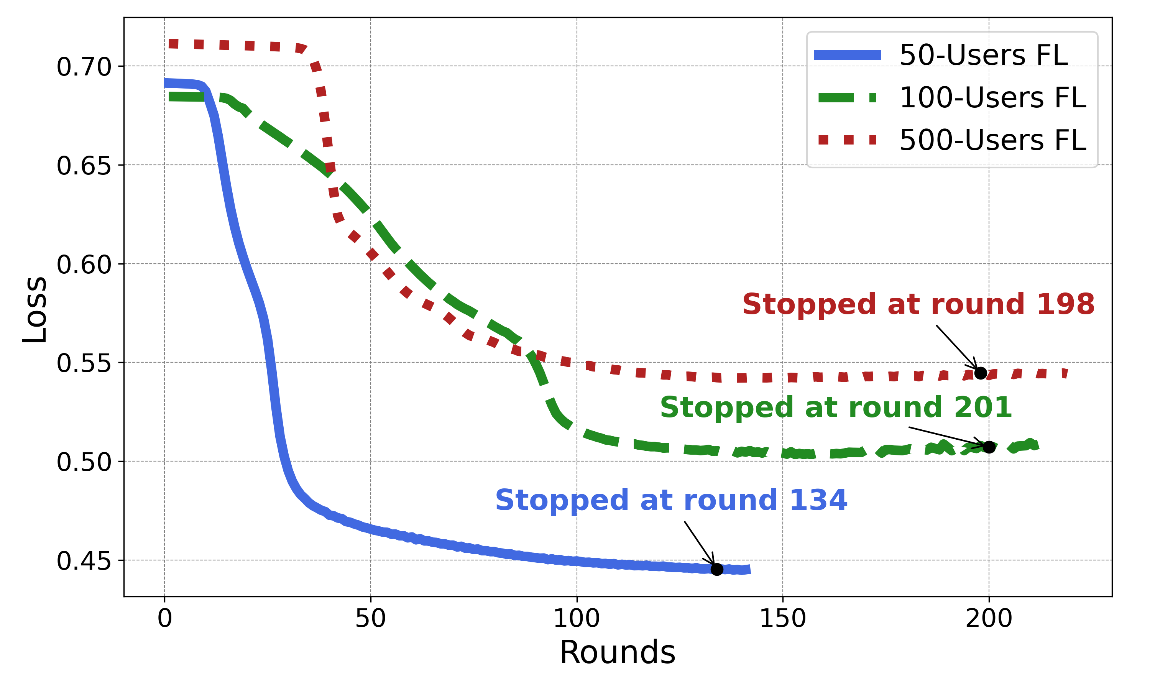 50-Users FL
100-Users FL
500-Users FL
Stopped at round 198
Stopped at round 201
Stopped at round 134
Loss
0.70
0.65
0.60
0.55
0.50
0.45
0
50
100
150
200
Rounds